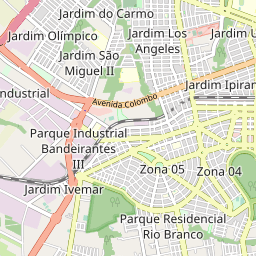 Jardim do Carmo
Jardim Olímpico
Jardim Los
Angeles
Jardim U
Jardim São
Miguel II
Jardim Ipiran
ndustrial
Avenida Colombo
Parque Industrial
Bandeirantes
III
Zona 05
Zona 04
Jardim Ivemar
Parque Residencial
Rio Branco